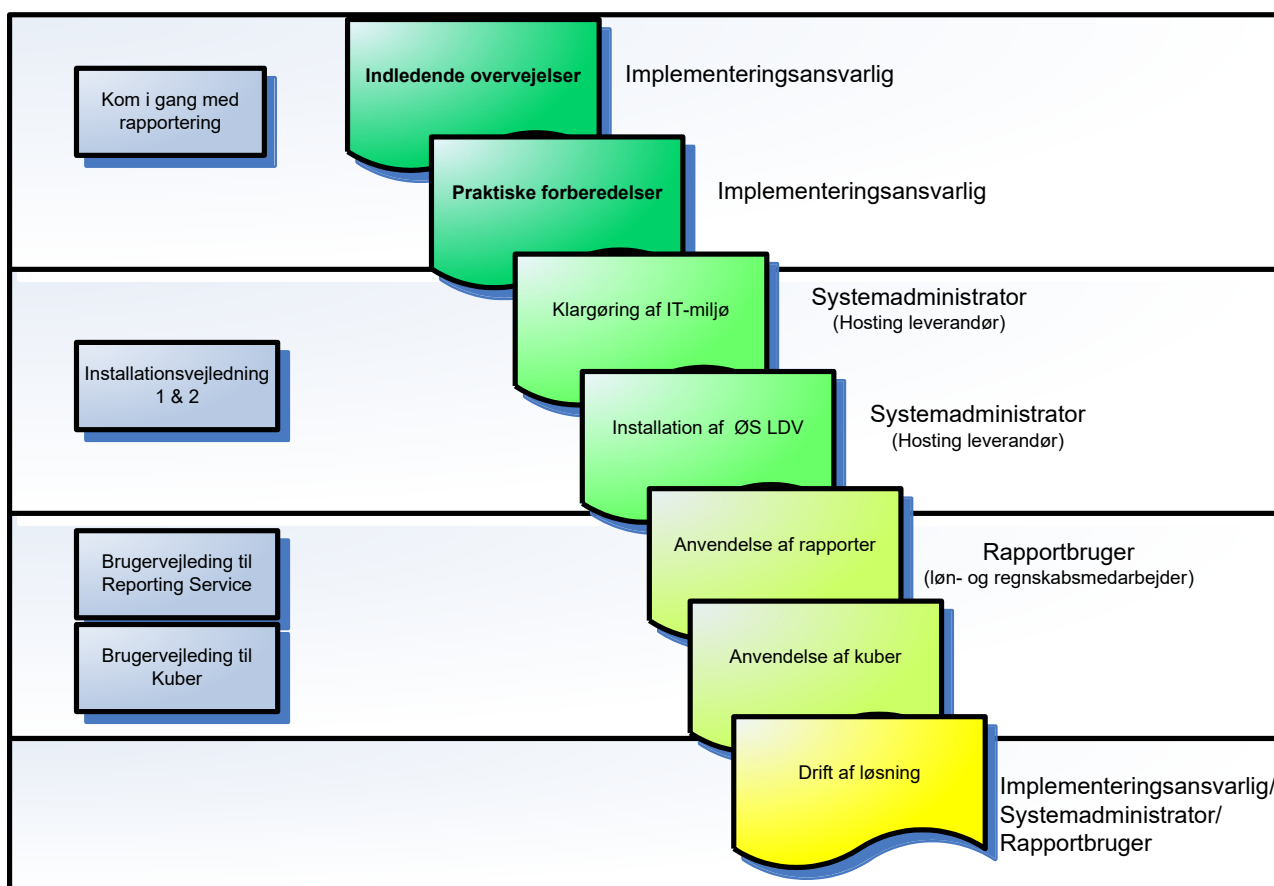 Kom i gang med
rapportering
Indledende overvejelser
Implementeringsansvarlig
Praktiske forberedelser
Implementeringsansvarlig
Installationsvejledning
1 & 2
Klargøring af IT-miljø
Systemadministrator
(Hosting leverandør)
Installation af ØS LDV
Systemadministrator
(Hosting leverandør)
Brugervejleding til
Reporting Service
Brugervejleding til
Kuber
Anvendelse af rapporter
Rapportbruger
(løn- og regnskabsmedarbejder)
Anvendelse af kuber
Drift af løsning
Implementeringsansvarlig/
Systemadministrator/
Rapportbruger